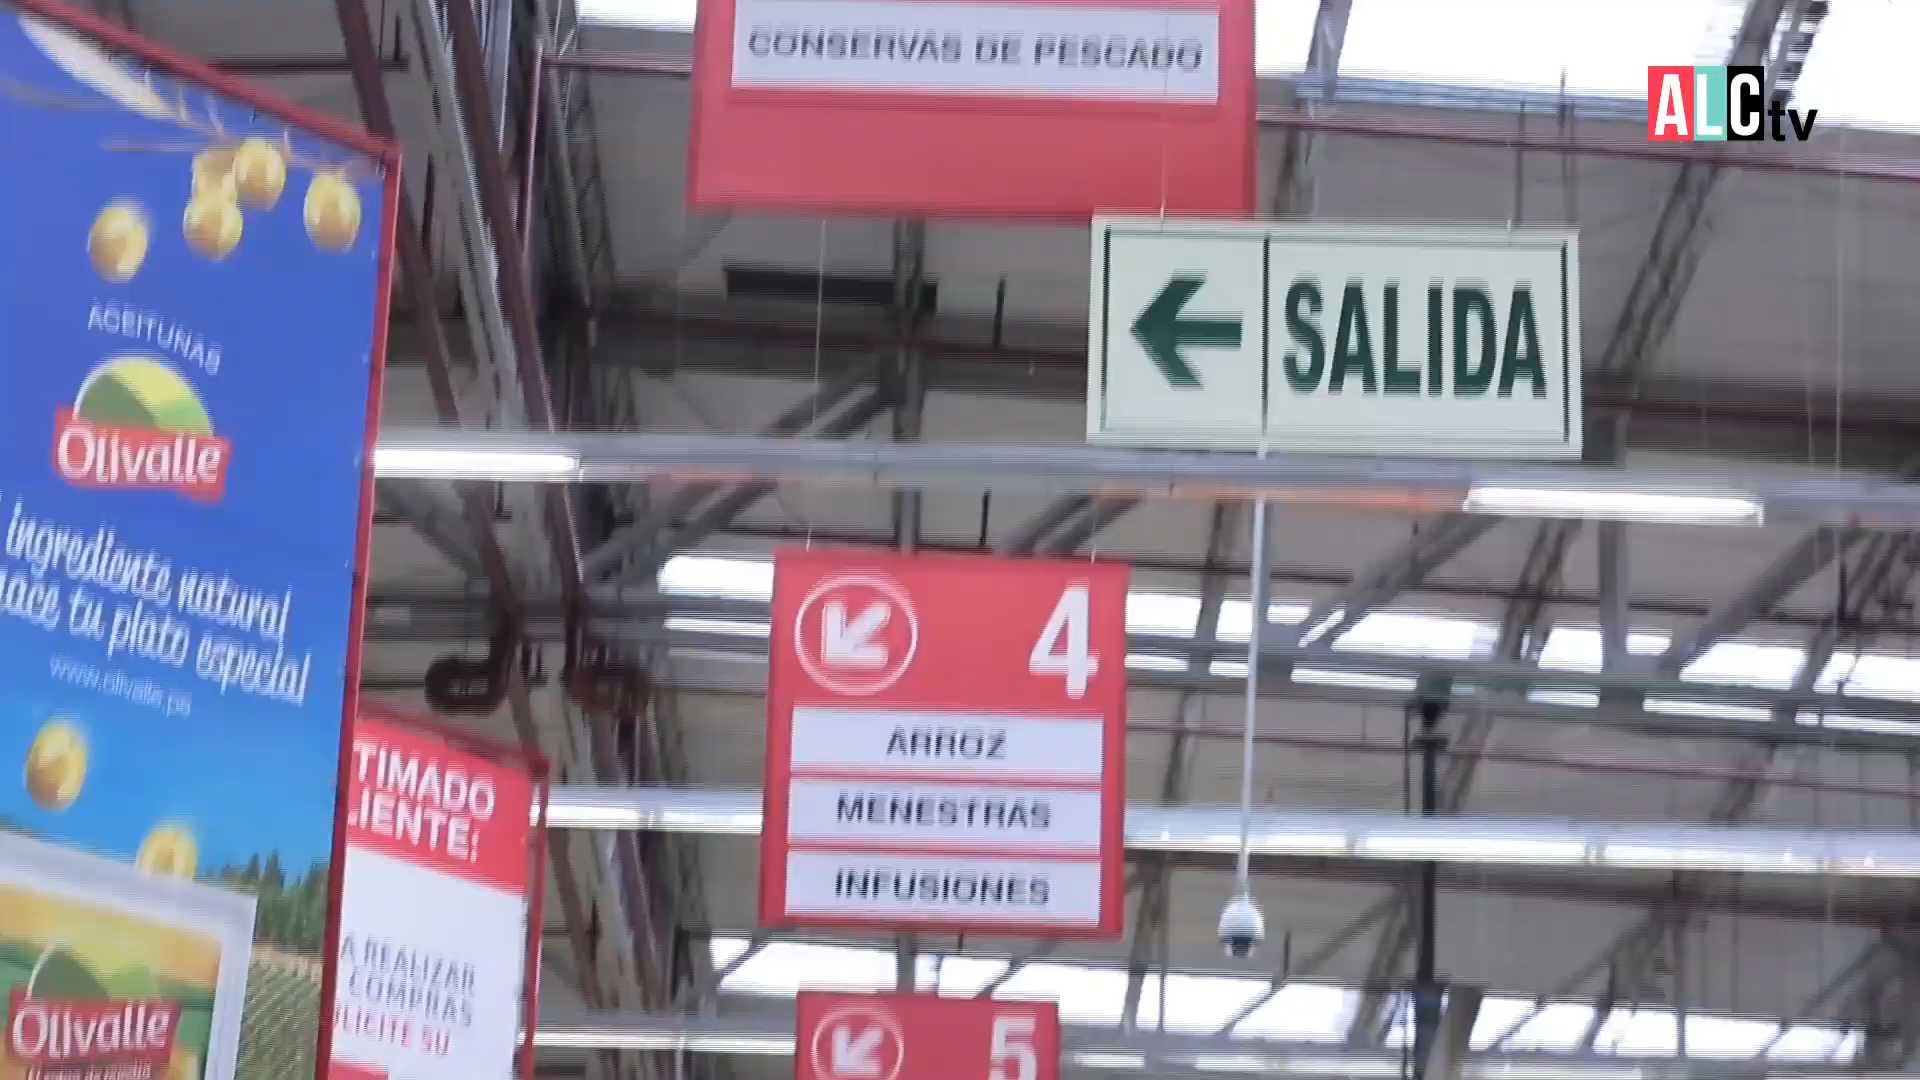 CONSERVAS DE PESCADO
ALCtv
SALIDA
ACEITUNAS
Olivalle
ingrediente natural
hace tu plato especial
www.olivalle.pe
4
ARROZ
MENESTRAS
INFUSIONES
TIMADO
LIENTE!
A REALIZAR
COMPRAS
LICITE SU
Olivalle
5